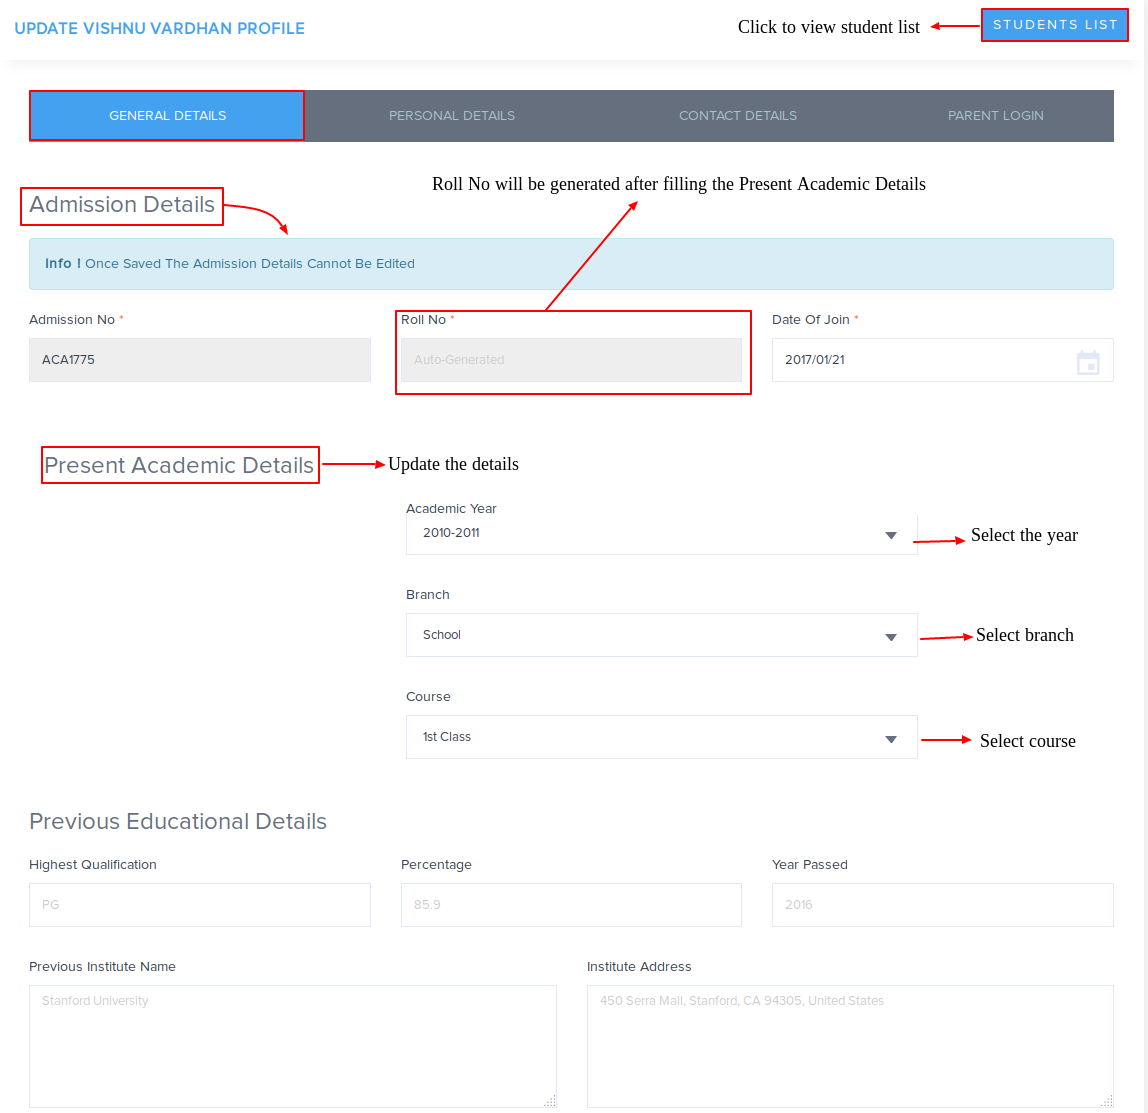 UPDATE VISHNU VARDHAN PROFILE
Click to view student list
STUDENTS LIST
GENERAL DETAILS
PERSONAL DETAILS
CONTACT DETAILS
PARENT LOGIN
Roll No will be generated after filling the Present Academic Details
Admission Details
Info ! Once Saved The Admission Details Cannot Be Edited
Admission No *
Roll No *
Date Of Join *
ACA1775
Auto-Generated
2017/01/21
Present Academic Details
Update the details
Academic Year
2010-2011
Select the year
Branch
School
Select branch
Course
1st Class
Select course
Previous Educational Details
Highest Qualification
Percentage
Year Passed
PG
85.9
2016
Previous Institute Name
Institute Address
Stanford University
450 Serra Mall, Stanford, CA 94305, United States